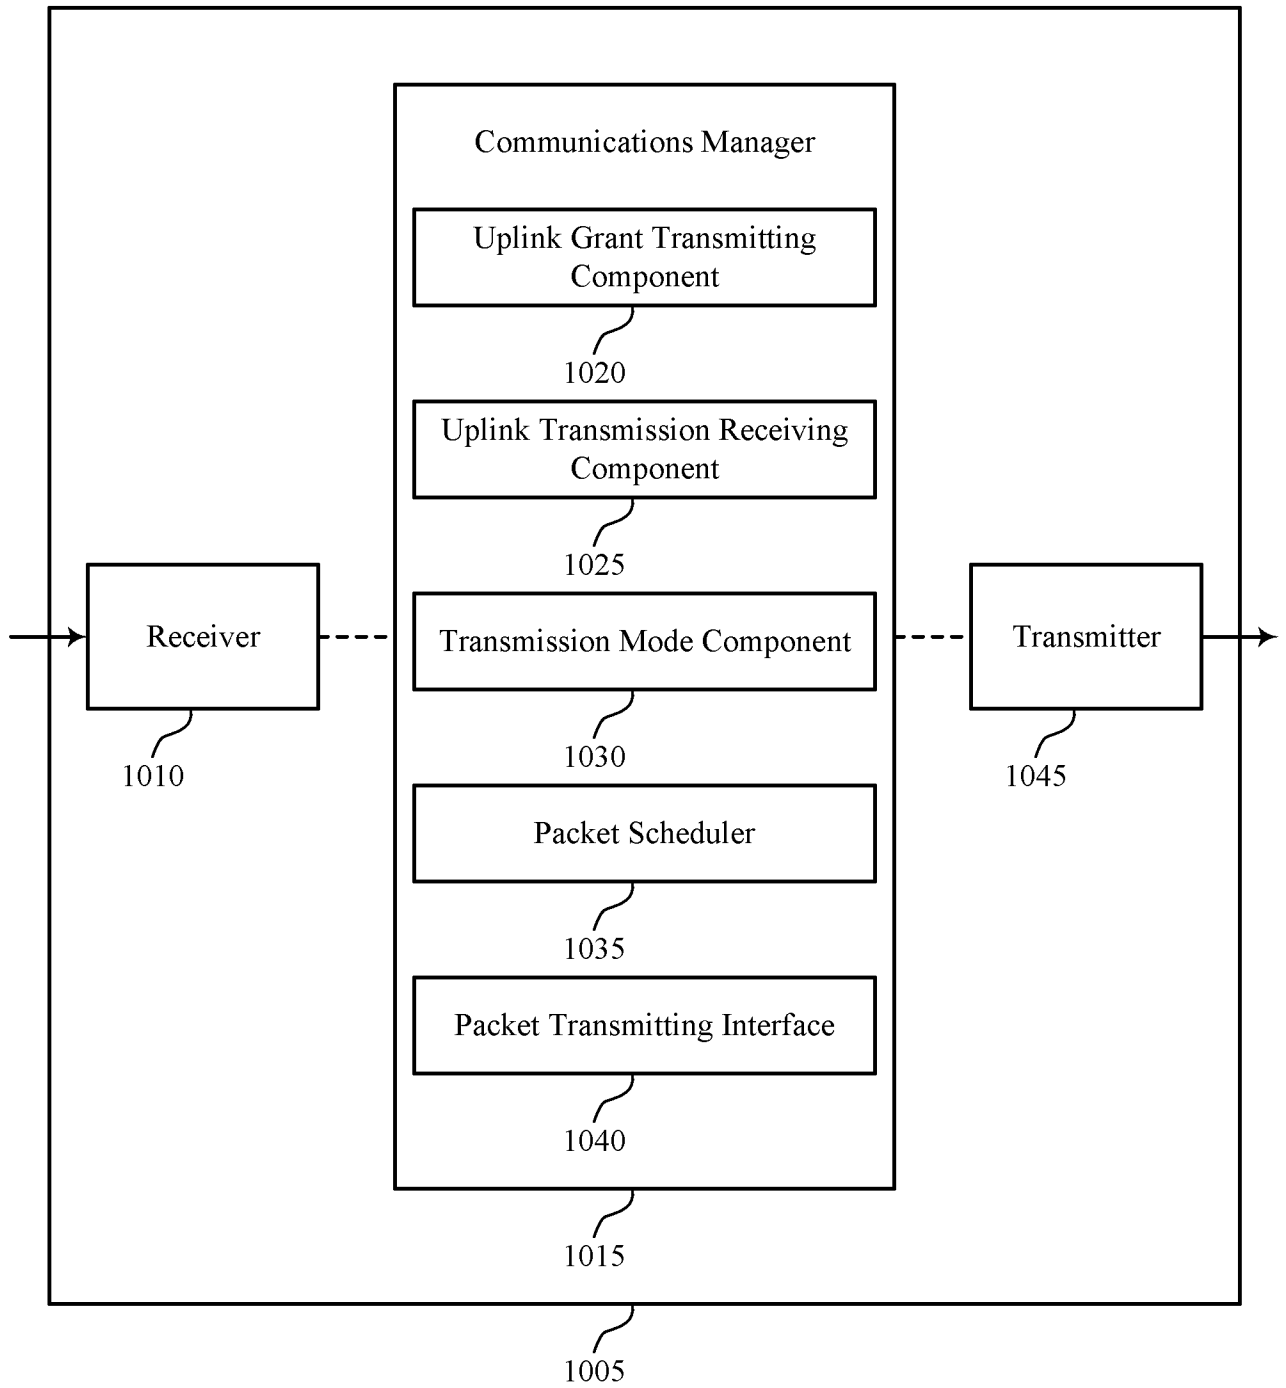 Communications Manager
Uplink Grant Transmitting
Component
1020
Uplink Transmission Receiving
Component
1025
Receiver
1010
Transmission Mode Component
1030
Transmitter
1045
Packet Scheduler
1035
Packet Transmitting Interface
1040
1015
1005